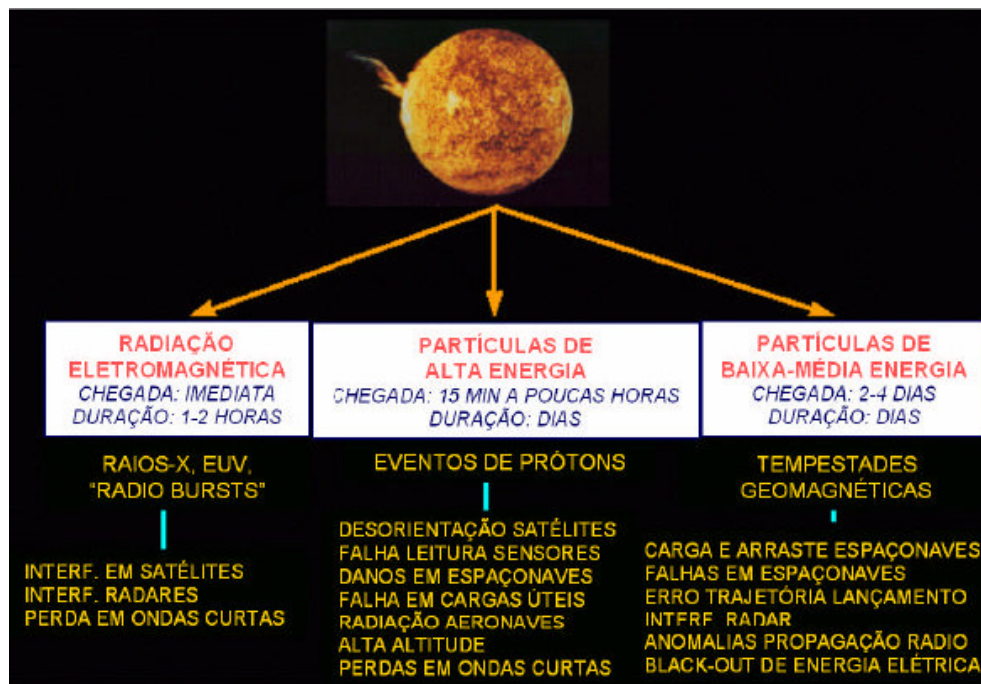 RADIAÇÃO
ELETROMAGNÉTICA
CHEGADA: IMEDIATA
DURAÇÃO: 1-2 HORAS
RAIOS-X, EUV,
“RADIO BURSTS”
INTERF. EM SATÉLITES
INTERF. RADARES
PERDA EM ONDAS CURTAS
PARTÍCULAS DE
ALTA ENERGIA
CHEGADA: 15 MIN A POUCAS HORAS
DURAÇÃO: DIAS
EVENTOS DE PRÓTONS
DESORIENTAÇÃO SATÉLITES
FALHA LEITURA SENSORES
DANOS EM ESPAÇONAVES
FALHA EM CARGAS ÚTEIS
RADIAÇÃO AERONAVES
ALTA ALTITUDE
PERDAS EM ONDAS CURTAS
PARTÍCULAS DE
BAIXA-MÉDIA ENERGIA
CHEGADA: 2-4 DIAS
DURAÇÃO: DIAS
TEMPESTADES
GEOMAGNÉTICAS
CARGA E ARRASTE ESPAÇONAVES
FALHAS EM ESPAÇONAVES
ERRO TRAJETÓRIA LANÇAMENTO
INTERF. RADAR
ANOMALIAS PROPAGAÇÃO RADIO
BLACK-OUT DE ENERGIA ELÉTRICA